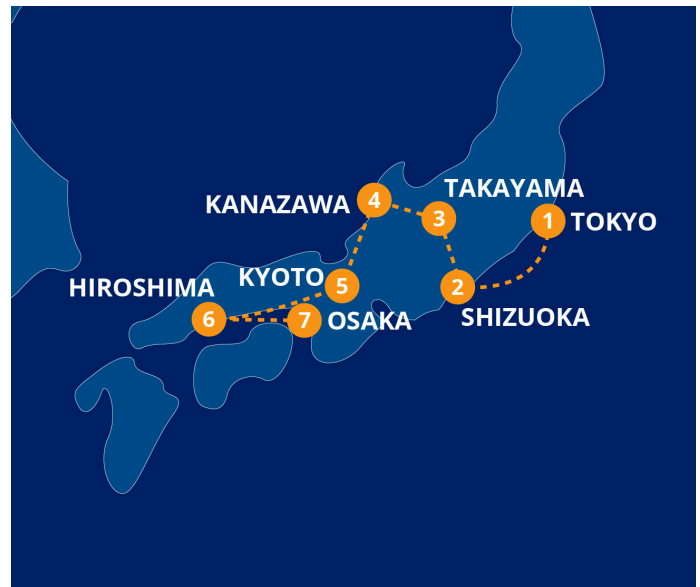 TAKAYAMA
KANAZAWA 4 3 1 TOKYO
HIROSHIMA KYOTO 5 2
6 7 OSAKA SHIZUOKA